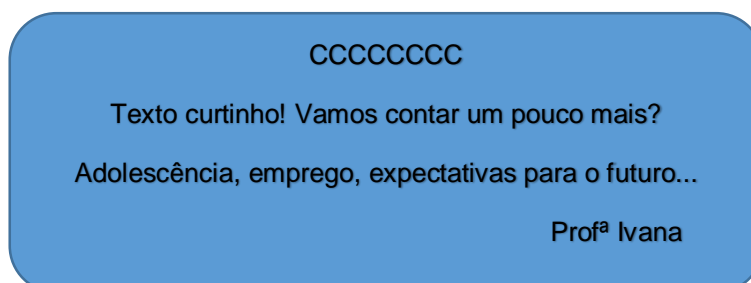 CCCCCCCC
Texto curtinho! Vamos contar um pouco mais?
Adolescência, emprego, expectativas para o futuro...
Profª Ivana